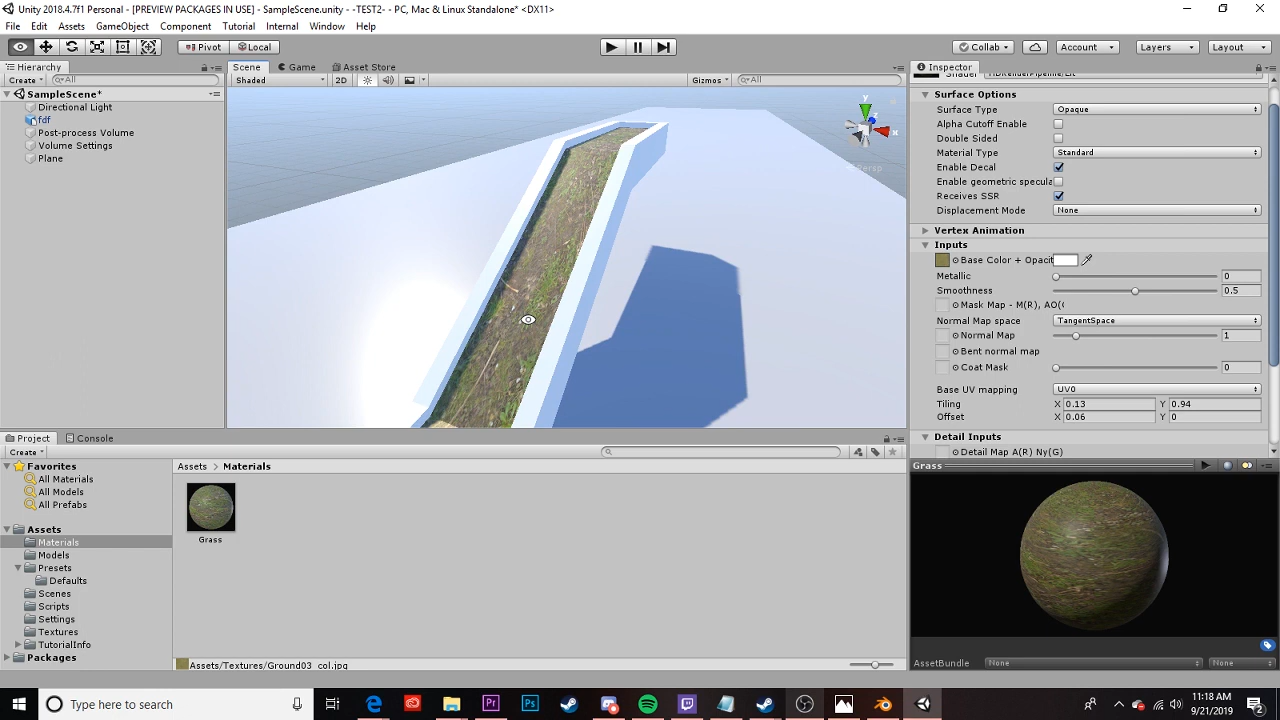 Unity 2018.4.7f1 Personal - [PREVIEW PACKAGES IN USE] - SampleScene.unity - -TEST2- - PC, Mac & Linux Standalone* <DX11>
File Edit Assets GameObject Component Tutorial Internal Window Help
Pivot Local Collab Account Layers Layout
Hierarchy
Create All
SampleScene*
Directional Light
fdf
Post-process Volume
Volume Settings
Plane
Scene Game Asset Store
Shaded 2D Gizmos All
y
z
x
Persp
Inspector
Shader HDRenderPipeline/Lit
Surface Options
Surface Type Opaque
Alpha Cutoff Enable
Double Sided
Material Type Standard
Enable Decal
Enable geometric specula
Receives SSR
Displacement Mode None
Vertex Animation
Inputs
Base Color + Opacit
Metallic 0
Smoothness 0.5
Mask Map - M(R), AO(
Normal Map space TangentSpace
Normal Map 1
Bent normal map
Coat Mask 0
Base UV mapping UV0
Tiling X 0.13 Y 0.94
Offset X 0.06 Y 0
Detail Inputs
Detail Map A(R) Ny(G)
Grass
AssetBundle None None
Project Console
Create
Favorites
All Materials
All Models
All Prefabs
Assets
Materials
Models
Presets
Defaults
Scenes
Scripts
Settings
Textures
TutorialInfo
Packages
Assets > Materials
Grass
Assets/Textures/Ground03_col.jpg
Type here to search
Pr
Ps
11:18 AM
9/21/2019
2